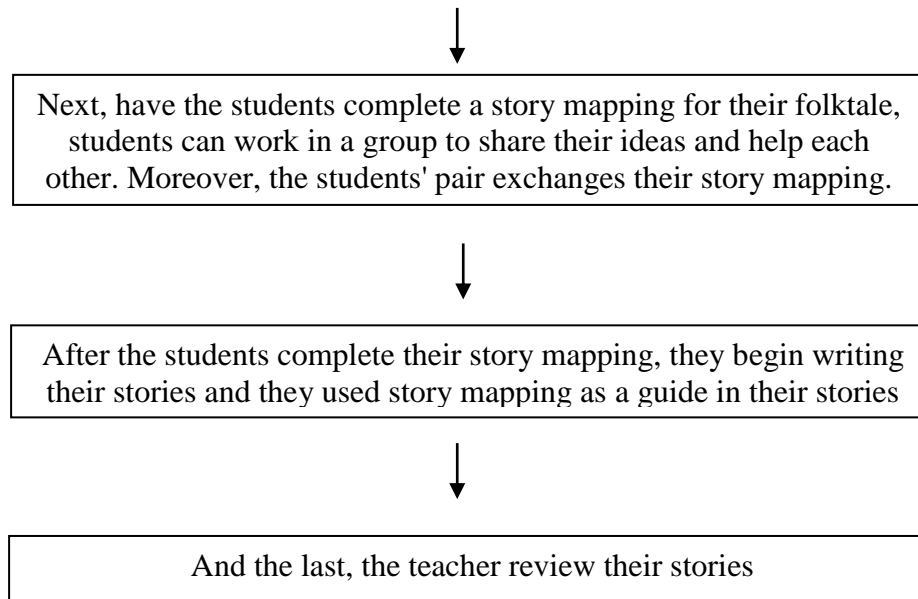 Next, have the students complete a story mapping for their folktale,
students can work in a group to share their ideas and help each
other. Moreover, the students' pair exchanges their story mapping.
After the students complete their story mapping, they begin writing
their stories and they used story mapping as a guide in their stories
And the last, the teacher review their stories